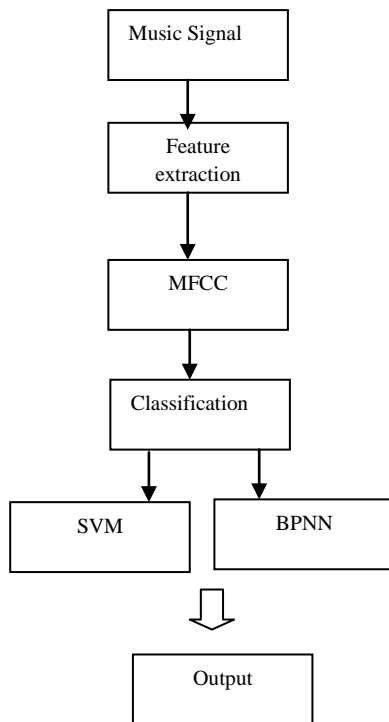 Music Signal
Feature
extraction
MFCC
Classification
SVM
BPNN
Output